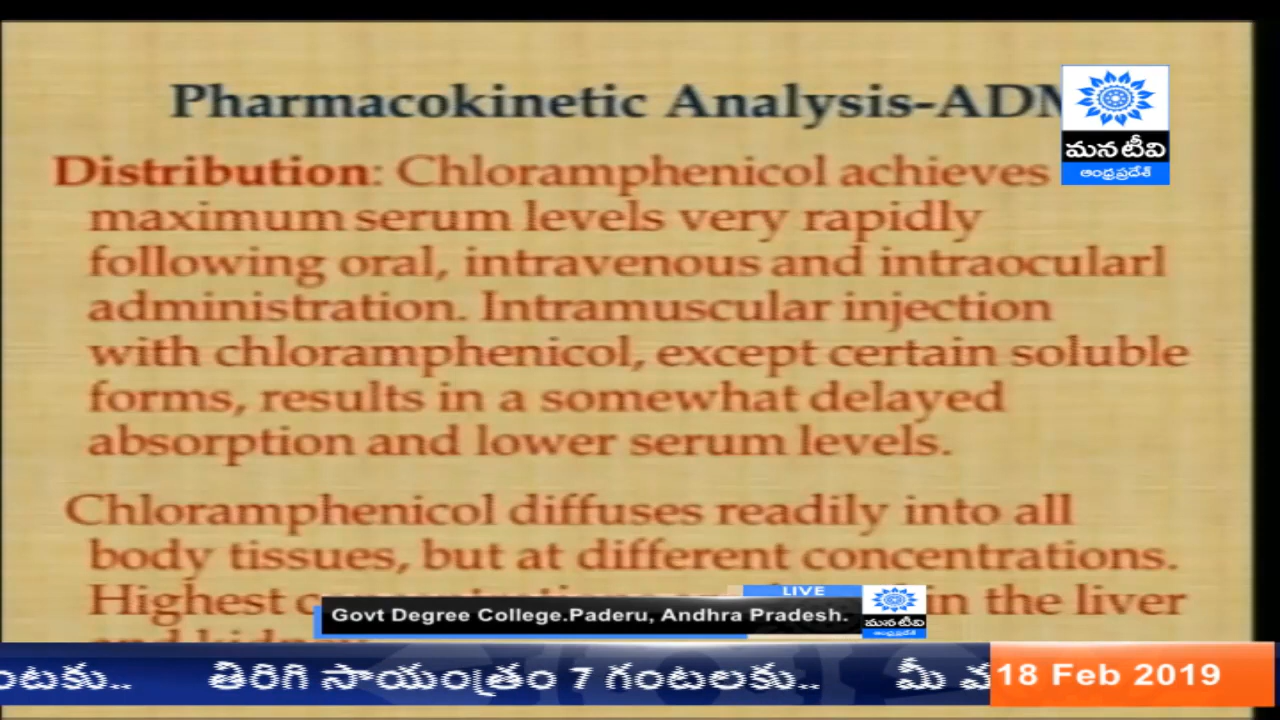 Pharmacokinetic Analysis-ADM
Distribution: Chloramphenicol achieves
maximum serum levels very rapidly
following oral, intravenous and intraocularl
administration. Intramuscular injection
with chloramphenicol, except certain soluble
forms, results in a somewhat delayed
absorption and lower serum levels.
Chloramphenicol diffuses readily into all
body tissues, but at different concentrations.
Highest in the liver
మన టీవి
ఆంధ్రప్రదేశ్
LIVE
Govt Degree College.Paderu, Andhra Pradesh.
మన టీవి
ఆంధ్రప్రదేశ్
తిరిగి సాయంత్రం 7 గంటలకు.. మీ
18 Feb 2019